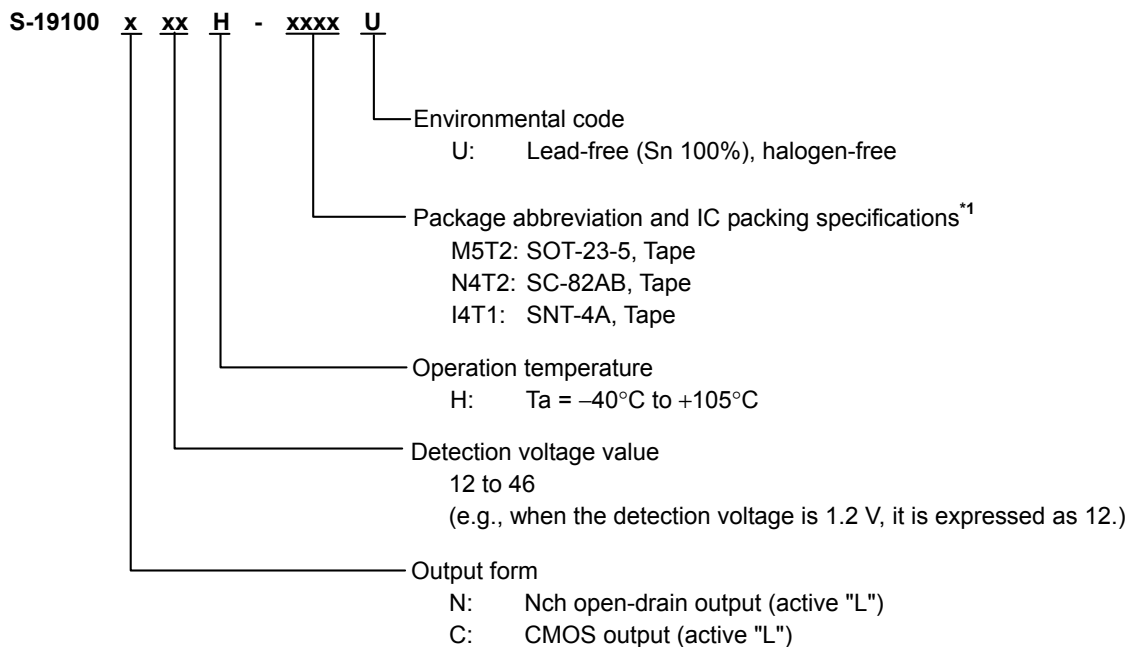 S-19100 x xx H - xxxx U
Environmental code
U: Lead-free (Sn 100%), halogen-free
Package abbreviation and IC packing specifications*1
M5T2: SOT-23-5, Tape
N4T2: SC-82AB, Tape
I4T1: SNT-4A, Tape
Operation temperature
H: Ta = −40°C to +105°C
Detection voltage value
12 to 46
(e.g., when the detection voltage is 1.2 V, it is expressed as 12.)
Output form
N: Nch open-drain output (active "L")
C: CMOS output (active "L")